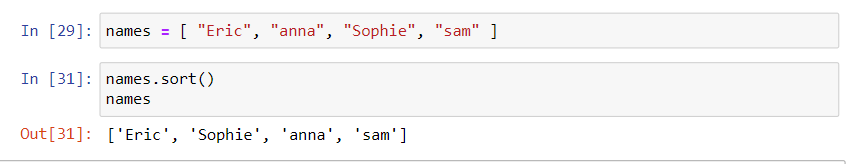 In [29]: names = [ "Eric", "anna", "Sophie", "sam" ]
In [31]: names.sort()
names
Out[31]: ['Eric', 'Sophie', 'anna', 'sam']